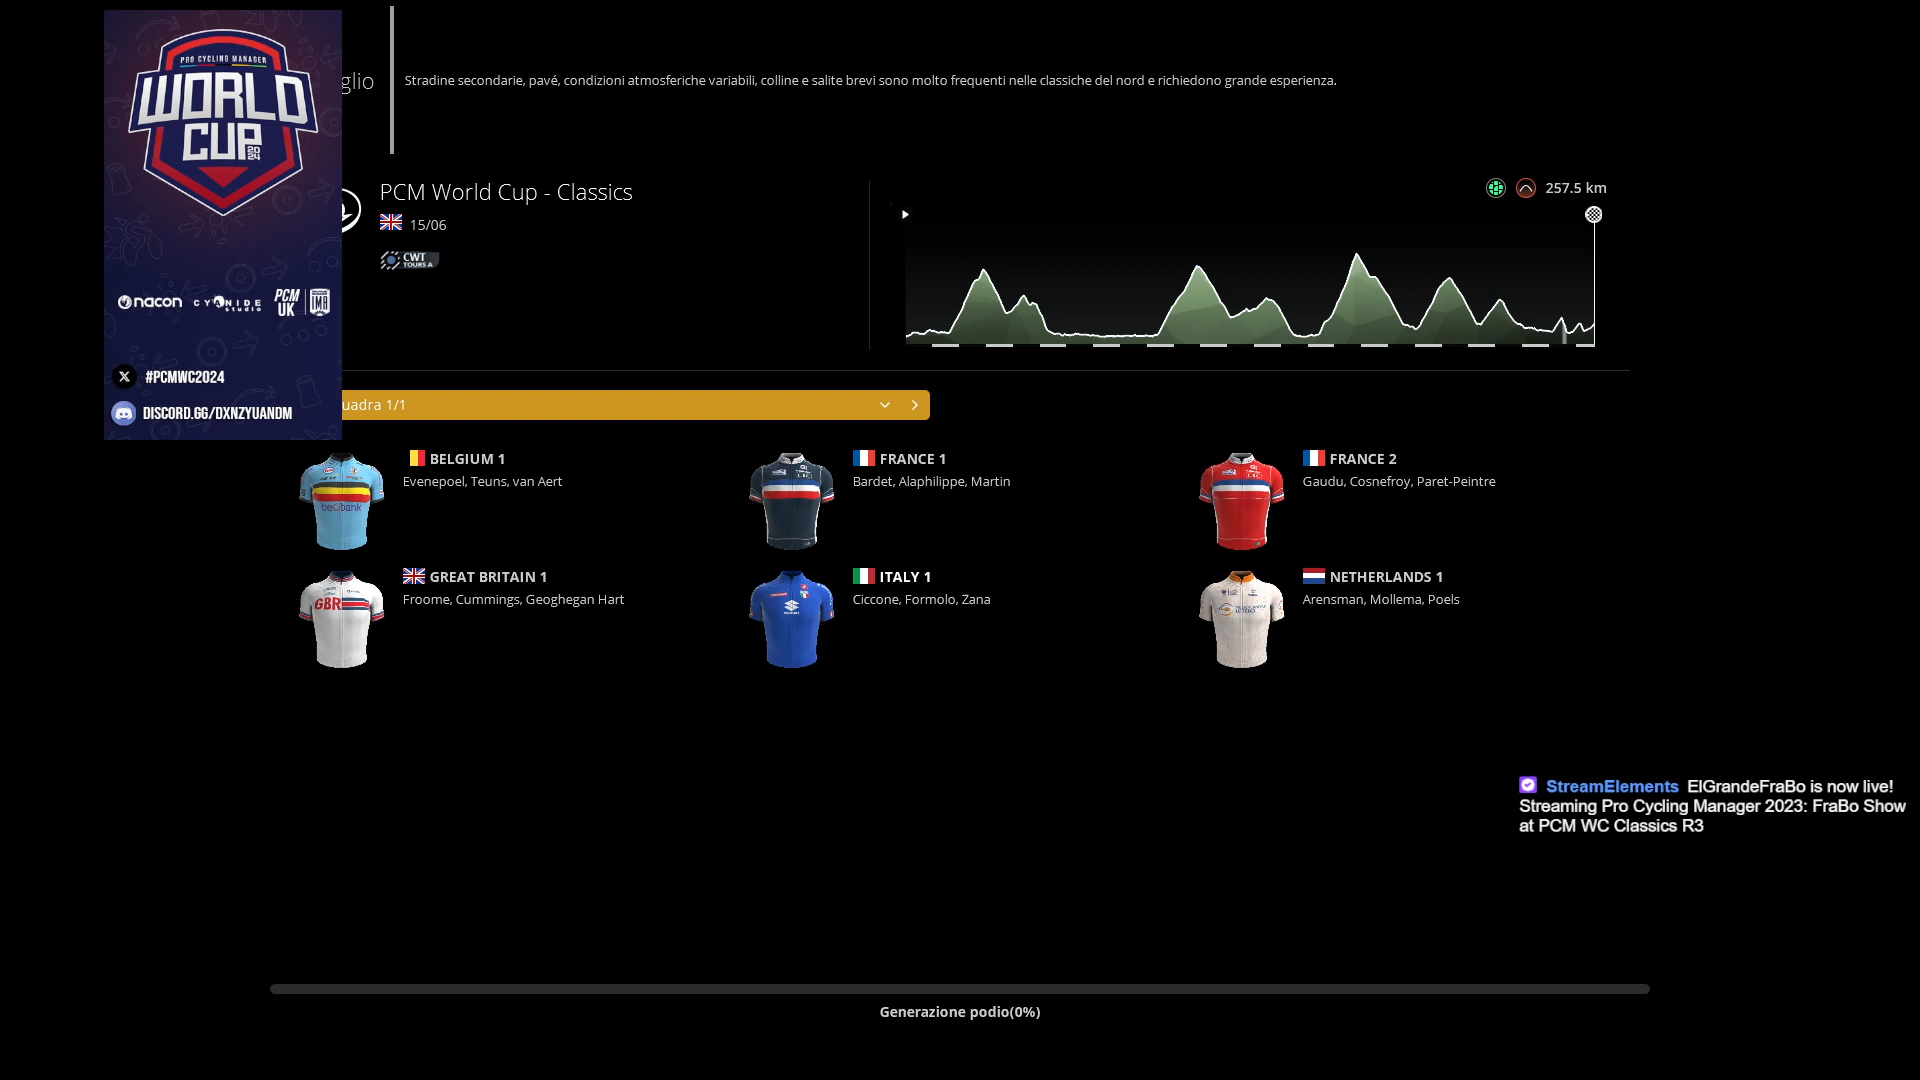 PRO CYCLING MANAGER
WORLD
CUP
2024
nacon
CYANIDE
studio
PCM
UK
#PCMWC2024
DISCORD.GG/DXNZYUANDM
glio
Stradine secondarie, pavé, condizioni atmosferiche variabili, colline e salite brevi sono molto frequenti nelle classiche del nord e richiedono grande esperienza.
PCM World Cup - Classics
15/06
CWT
TOURS A
257.5 km
uadra 1/1
BELGIUM 1
Evenepoel, Teuns, van Aert
beobank
FRANCE 1
Bardet, Alaphilippe, Martin
FRANCE 2
Gaudu, Cosnefroy, Paret-Peintre
GREAT BRITAIN 1
Froome, Cummings, Geoghegan Hart
GBR
ITALY 1
Ciccone, Formolo, Zana
NETHERLANDS 1
Arensman, Mollema, Poels
StreamElements ElGrandeFraBo is now live!
Streaming Pro Cycling Manager 2023: FraBo Show
at PCM WC Classics R3
Generazione podio(0%)